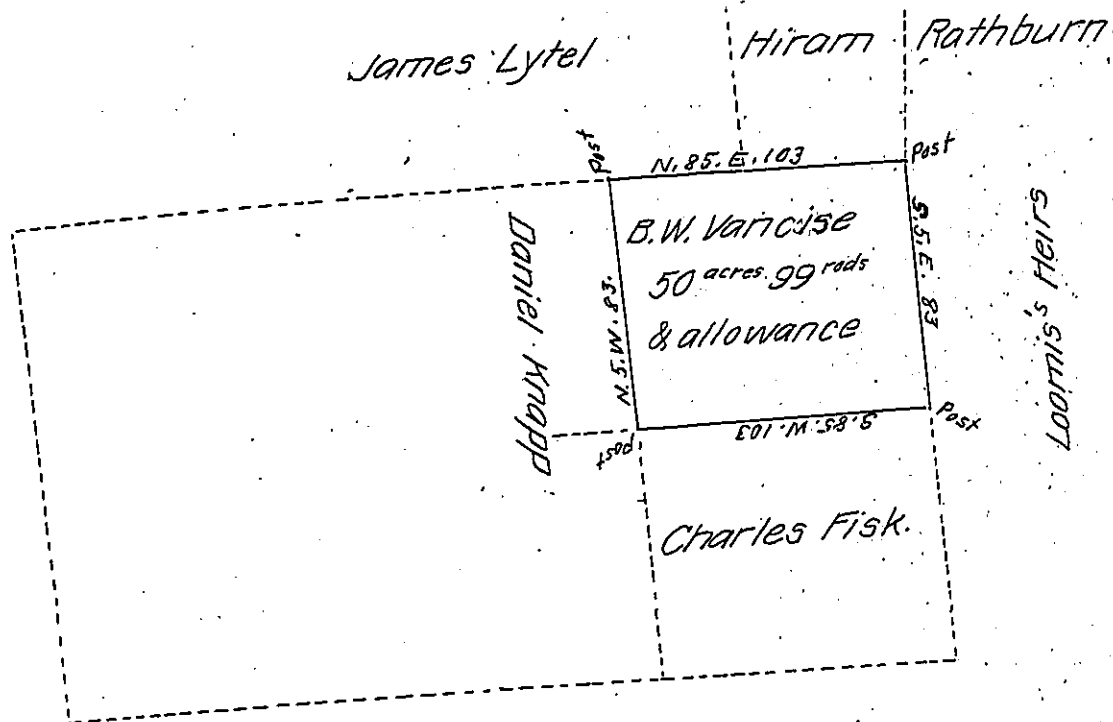 James Lytel
Hiram Rathburn
Post
N. 85. E. 103
Post
B. W. Vancise
50 acres. 99 rods
& allowance
S. 5. E. 83
Loomis's Heirs
Daniel Knapp
N. 5. W. 83.
Post
S. 85. W. 103
Post
Charles Fisk.